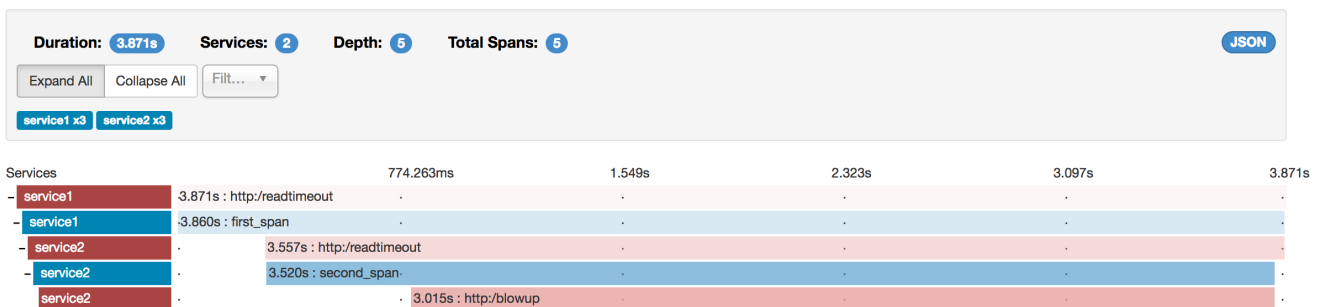 Duration: 3.871s Services: 2 Depth: 5 Total Spans: 5 JSON
Expand All Collapse All Filt...
service1 x3 service2 x3
Services 774.263ms 1.549s 2.323s 3.097s 3.871s
- service1 3.871s : http:/readtimeout
- service1 3.860s : first_span
- service2 3.557s : http:/readtimeout
- service2 3.520s : second_span
service2 3.015s : http:/blowup